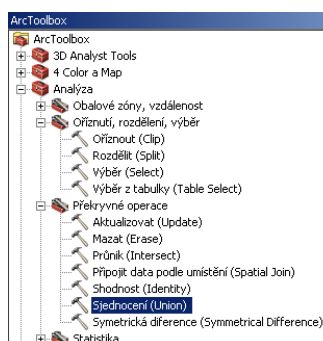 ArcToolbox
ArcToolbox
3D Analyst Tools
4 Color a Map
Analýza
Obalové zóny, vzdálenost
Oříznutí, rozdělení, výběr
Oříznout (Clip)
Rozdělit (Split)
Výběr (Select)
Výběr z tabulky (Table Select)
Překryvné operace
Aktualizovat (Update)
Mazat (Erase)
Průnik (Intersect)
Připojit data podle umístění (Spatial Join)
Shodnost (Identity)
Sjednocení (Union)
Symetrická diference (Symmetrical Difference)
Statistika